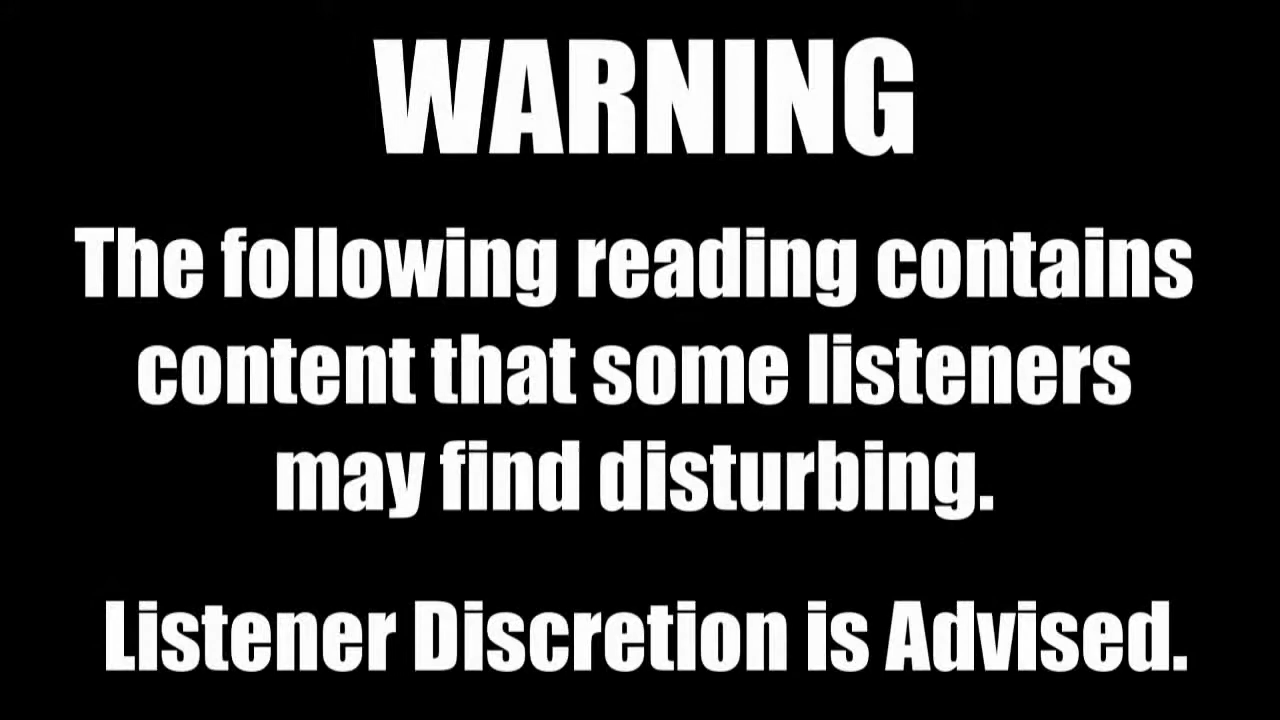 WARNING
The following reading contains
content that some listeners
may find disturbing.
Listener Discretion is Advised.